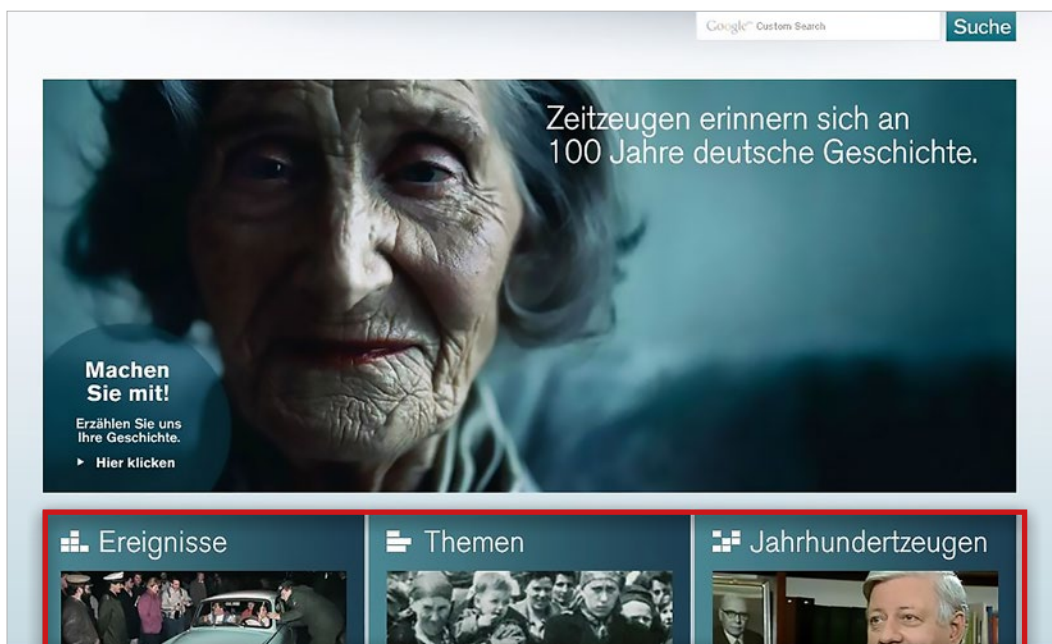 Google™ Custom Search
Suche
Zeitzeugen erinnern sich an
100 Jahre deutsche Geschichte.
Machen
Sie mit!
Erzählen Sie uns
Ihre Geschichte.
Hier klicken
Ereignisse
Themen
Jahrhundertzeugen